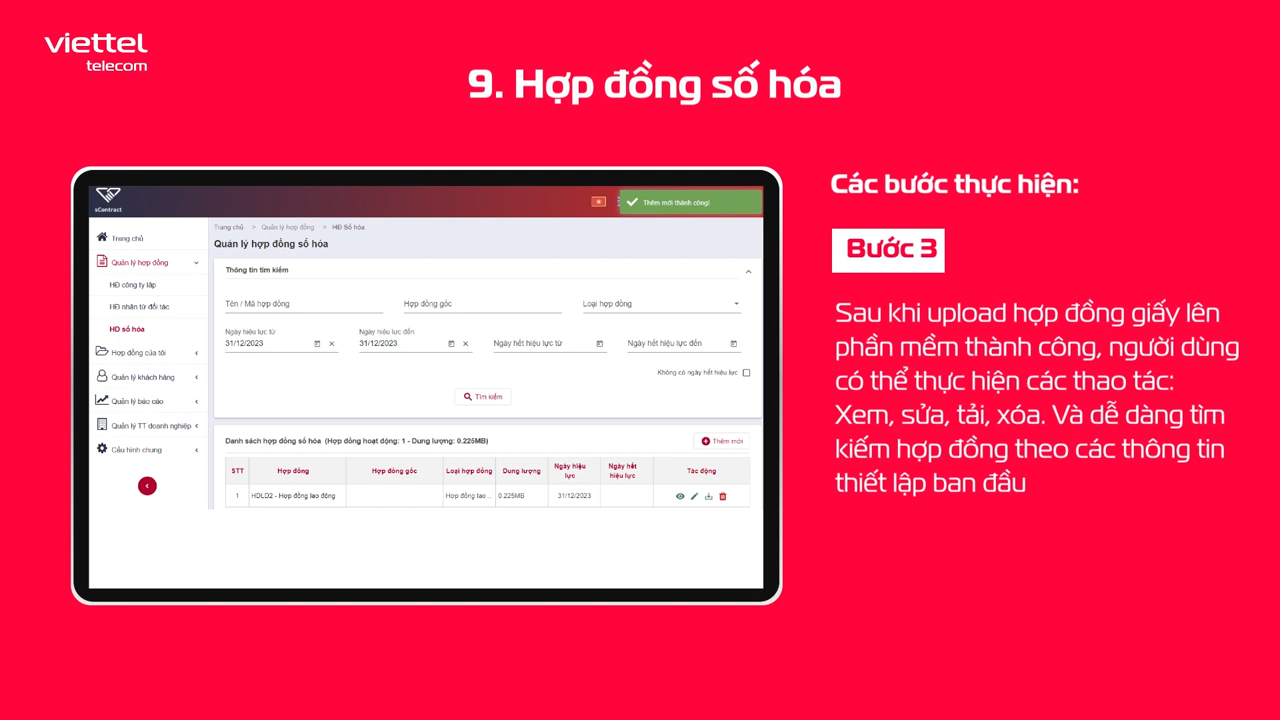 viettel
telecom
9. Hợp đồng số hóa
sContract
Thêm mới thành công!
Trang chủ
Quản lý hợp đồng
HĐ công ty lập
HĐ nhân từ đối tác
HĐ số hóa
Hợp đồng của tôi
Quản lý khách hàng
Quản lý báo cáo
Quản lý TT doanh nghiệp
Cấu hình chung
Trang chủ > Quản lý hợp đồng > HĐ Số hóa
Quản lý hợp đồng số hóa
Thông tin tìm kiếm
Tên / Mã hợp đồng Hợp đồng gốc Loại hợp đồng
Ngày hiệu lực từ Ngày hiệu lực đến
31/12/2023 31/12/2023 Ngày hết hiệu lực từ Ngày hết hiệu lực đến
Không có ngày hết hiệu lực
Tìm kiếm
Danh sách hợp đồng số hóa (Hợp đồng hoạt động: 1 - Dung lượng: 0.225MB) Thêm mới
STT Hợp đồng Hợp đồng gốc Loại hợp đồng Dung lượng Ngày hiệu lực Ngày hết hiệu lực Tác động
1 HDLD2 - Hợp đồng lao động Hợp đồng lao... 0.225MB 31/12/2023
Các bước thực hiện:
Bước 3
Sau khi upload hợp đồng giấy lên
phần mềm thành công, người dùng
có thể thực hiện các thao tác:
Xem, sửa, tải, xóa. Và dễ dàng tìm
kiếm hợp đồng theo các thông tin
thiết lập ban đầu